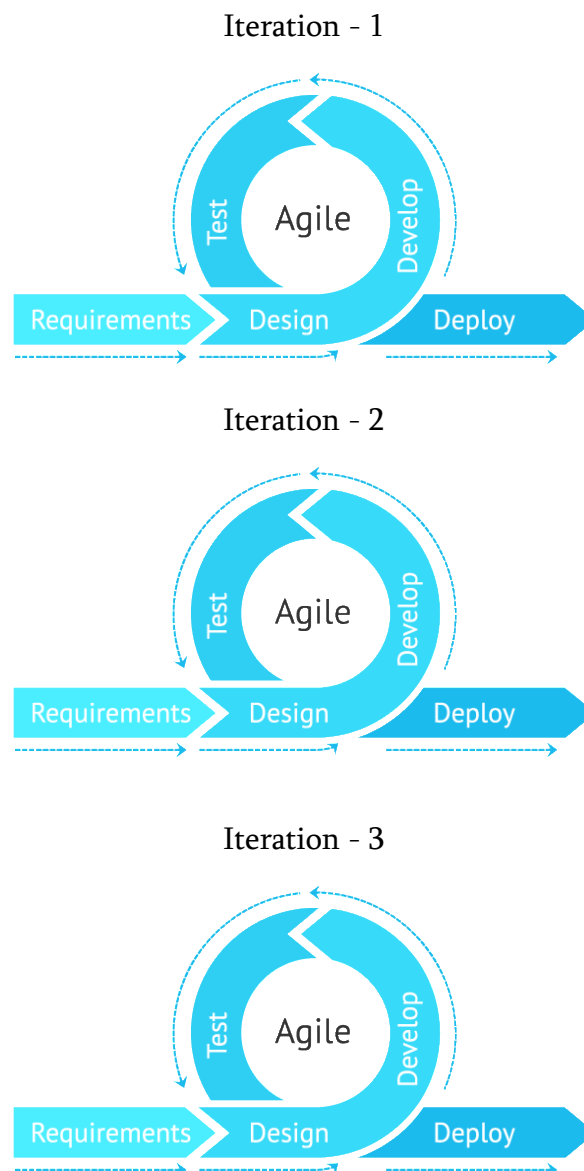 Iteration - 1
Test
Agile
Develop
Requirements
Design
Deploy
Iteration - 2
Test
Agile
Develop
Requirements
Design
Deploy
Iteration - 3
Test
Agile
Develop
Requirements
Design
Deploy